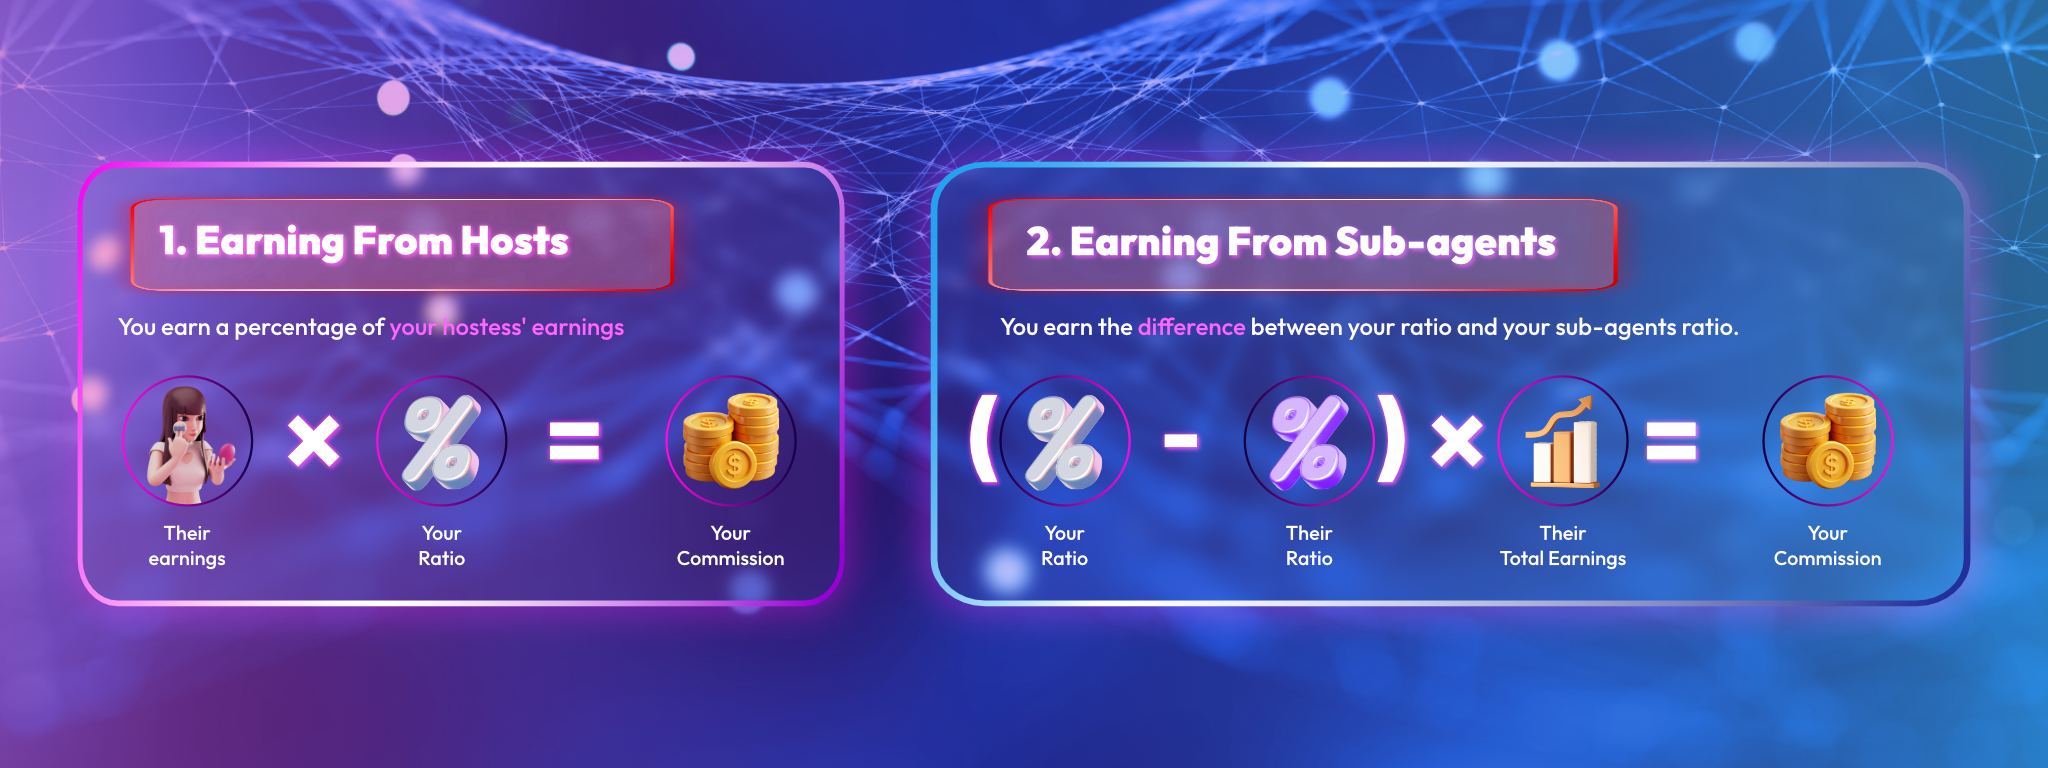 1. Earning From Hosts
You earn a percentage of your hostess' earnings
Their
earnings
×
Your
Ratio
=
Your
Commission
2. Earning From Sub-agents
You earn the difference between your ratio and your sub-agents ratio.
(
Your
Ratio
-
Their
Ratio
)
×
Their
Total Earnings
=
Your
Commission